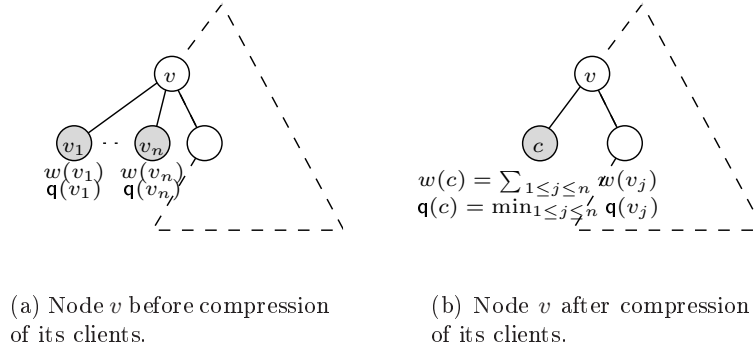 v
v
v₁ ·· vₙ
c
w(v₁) w(vₙ)
q(v₁) q(vₙ)
w(c) = ∑ 1≤j≤n w(vⱼ)
q(c) = min1≤j≤n q(vⱼ)
(a) Node v before compression
of its clients.
(b) Node v after compression
of its clients.